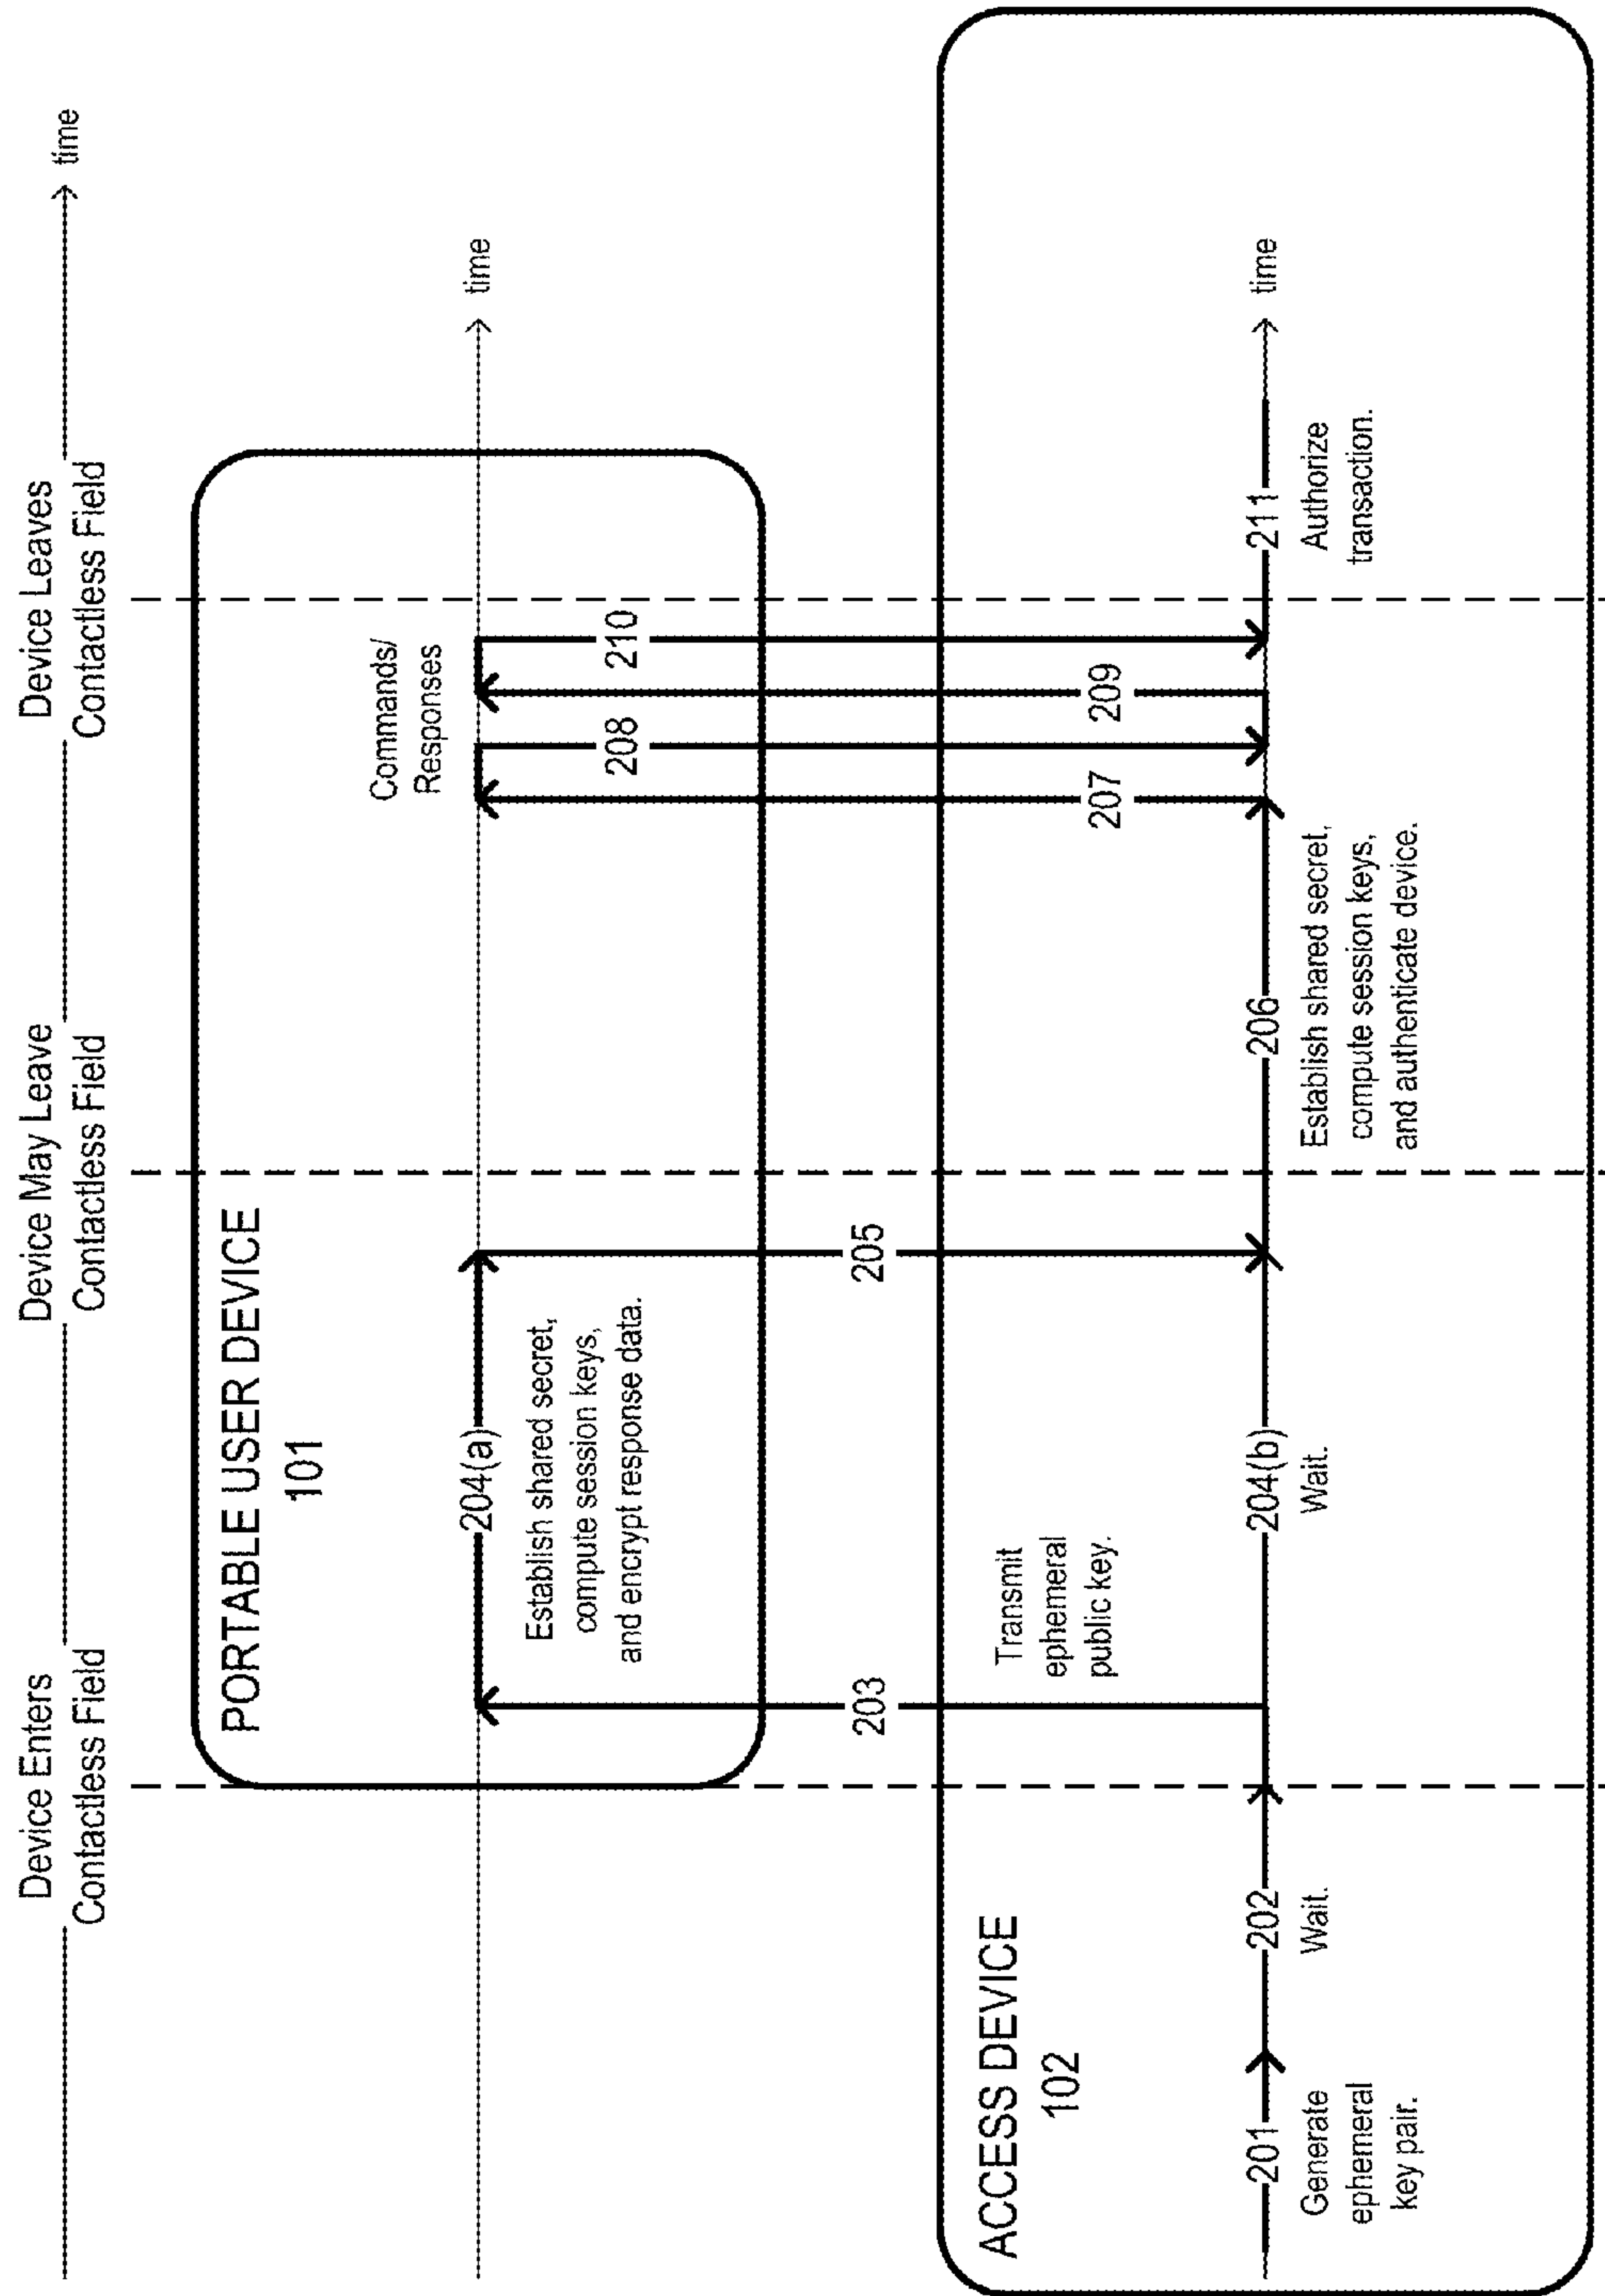 Device Enters
Contactless Field
Device May Leave
Contactless Field
Device Leaves
Contactless Field
time
PORTABLE USER DEVICE
101
204(a)
Establish shared secret,
compute session keys,
and encrypt response data.
Commands/
Responses
time
203
205
208
210
207
209
ACCESS DEVICE
102
Transmit
ephemeral
public key.
201
Generate
ephemeral
key pair.
202
Wait.
204(b)
Wait.
206
Establish shared secret,
compute session keys,
and authenticate device.
211
Authorize
transaction.
time